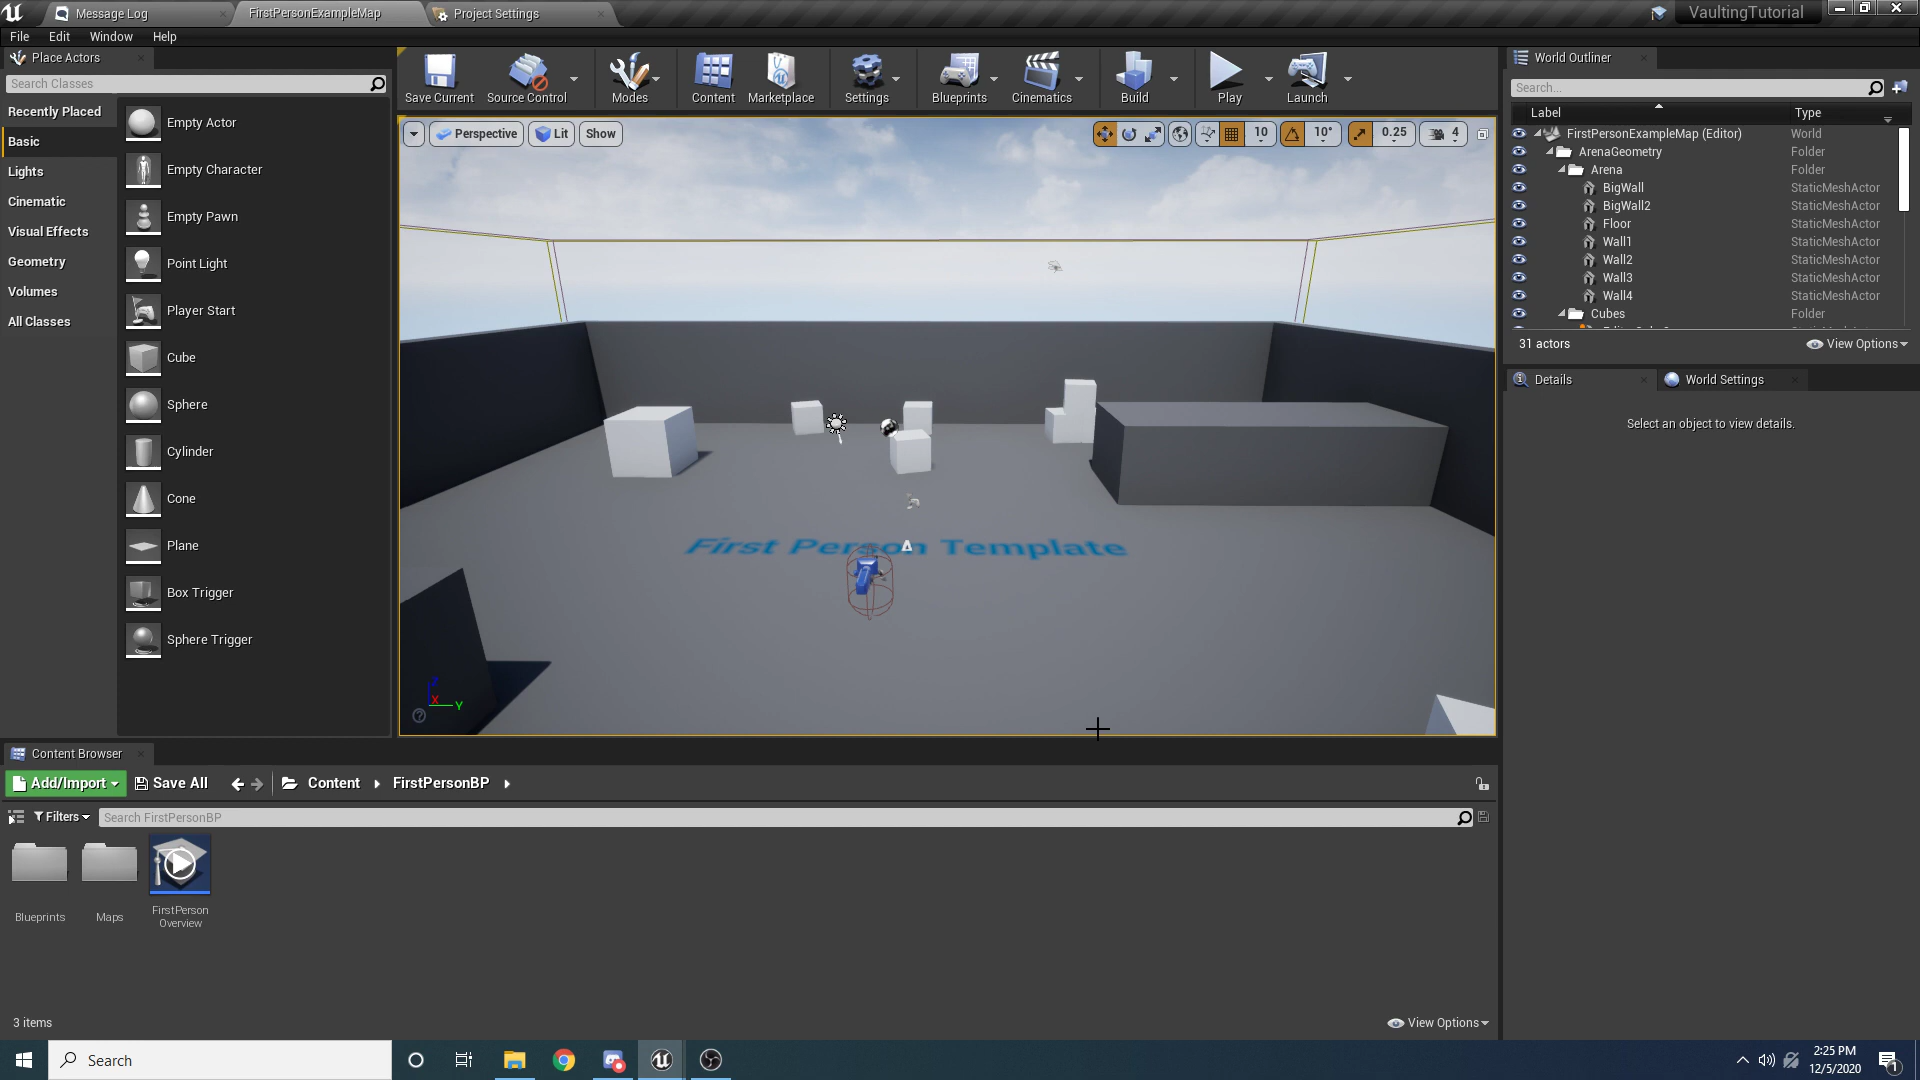 Message Log
FirstPersonExampleMap
Project Settings
VaultingTutorial
File
Edit
Window
Help
Place Actors
Search Classes
Recently Placed
Basic
Lights
Cinematic
Visual Effects
Geometry
Volumes
All Classes
Empty Actor
Empty Character
Empty Pawn
Point Light
Player Start
Cube
Sphere
Cylinder
Cone
Plane
Box Trigger
Sphere Trigger
Save Current
Source Control
Modes
Content
Marketplace
Settings
Blueprints
Cinematics
Build
Play
Launch
Perspective
Lit
Show
10
10°
0.25
4
First Person Template
Z
X
Y
World Outliner
Search...
Label
Type
FirstPersonExampleMap (Editor)
World
ArenaGeometry
Folder
Arena
Folder
BigWall
StaticMeshActor
BigWall2
StaticMeshActor
Floor
StaticMeshActor
Wall1
StaticMeshActor
Wall2
StaticMeshActor
Wall3
StaticMeshActor
Wall4
StaticMeshActor
Cubes
Folder
31 actors
View Options
Details
World Settings
Select an object to view details.
Content Browser
Add/Import
Save All
Content
FirstPersonBP
Filters
Search FirstPersonBP
Blueprints
Maps
FirstPerson
Overview
3 items
View Options
Search
2:25 PM
12/5/2020
1